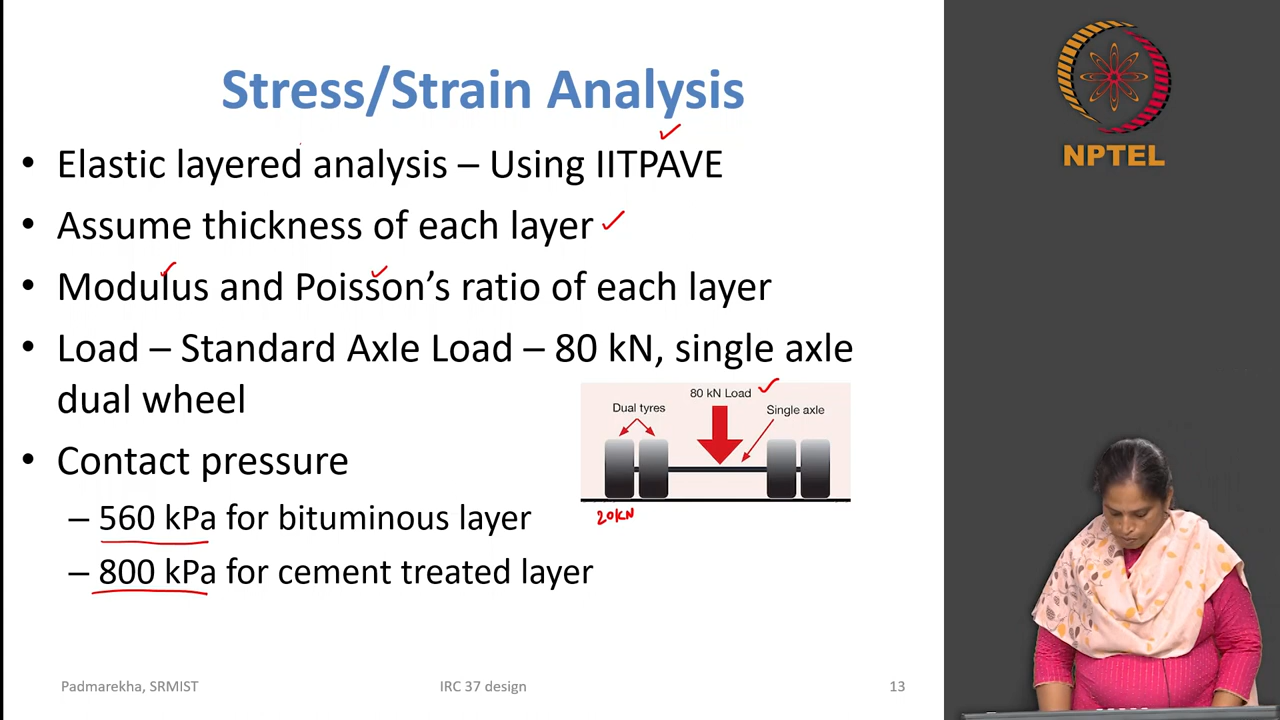 Stress/Strain Analysis
• Elastic layered analysis – Using IITPAVE
• Assume thickness of each layer
• Modulus and Poisson’s ratio of each layer
• Load – Standard Axle Load – 80 kN, single axle
dual wheel
80 kN Load
Dual tyres
Single axle
• Contact pressure
20KN
– 560 kPa for bituminous layer
– 800 kPa for cement treated layer
Padmarekha, SRMIST
IRC 37 design
13
NPTEL